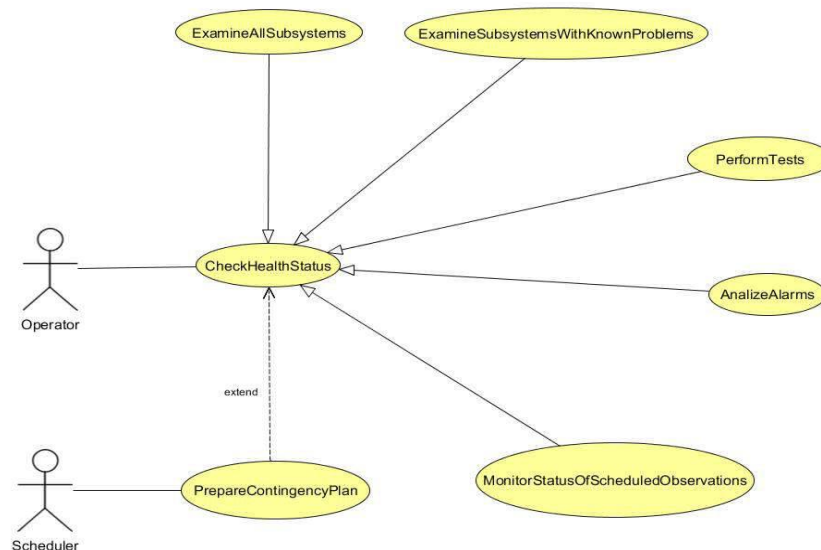 ExamineAllSubsystems
ExamineSubsystemsWithKnownProblems
PerformTests
CheckHealthStatus
AnalizeAlarms
Operator
extend
MonitorStatusOfScheduledObservations
PrepareContingencyPlan
Scheduler